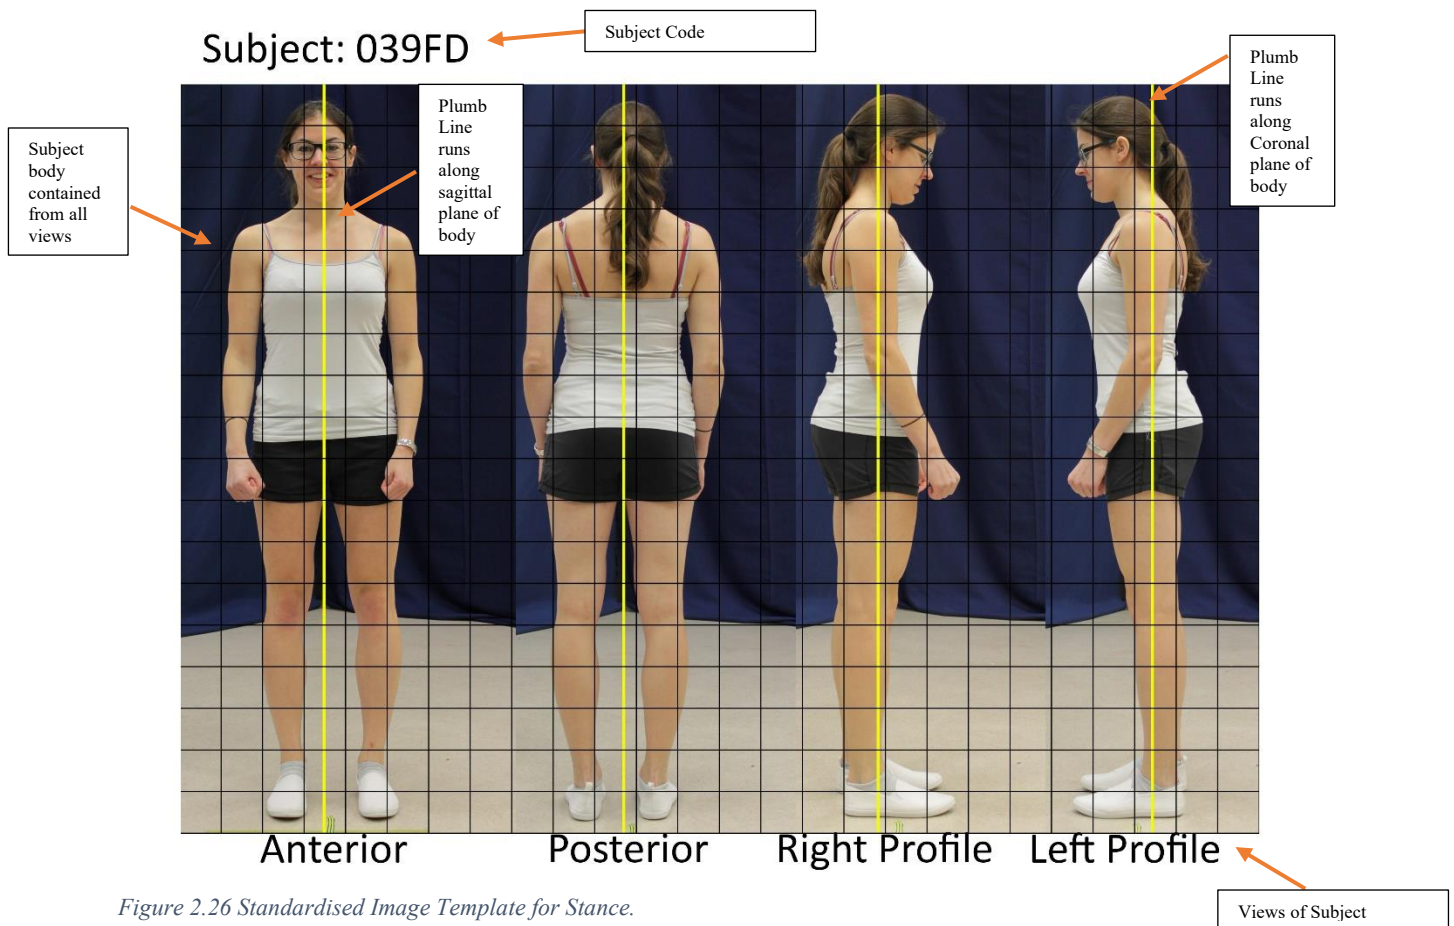 Subject: 039FD
Subject Code
Subject
body
contained
from all
views
Plumb
Line
runs
along
sagittal
plane of
body
Plumb
Line
runs
along
Coronal
plane of
body
Anterior
Posterior
Right Profile
Left Profile
Views of Subject
Figure 2.26 Standardised Image Template for Stance.